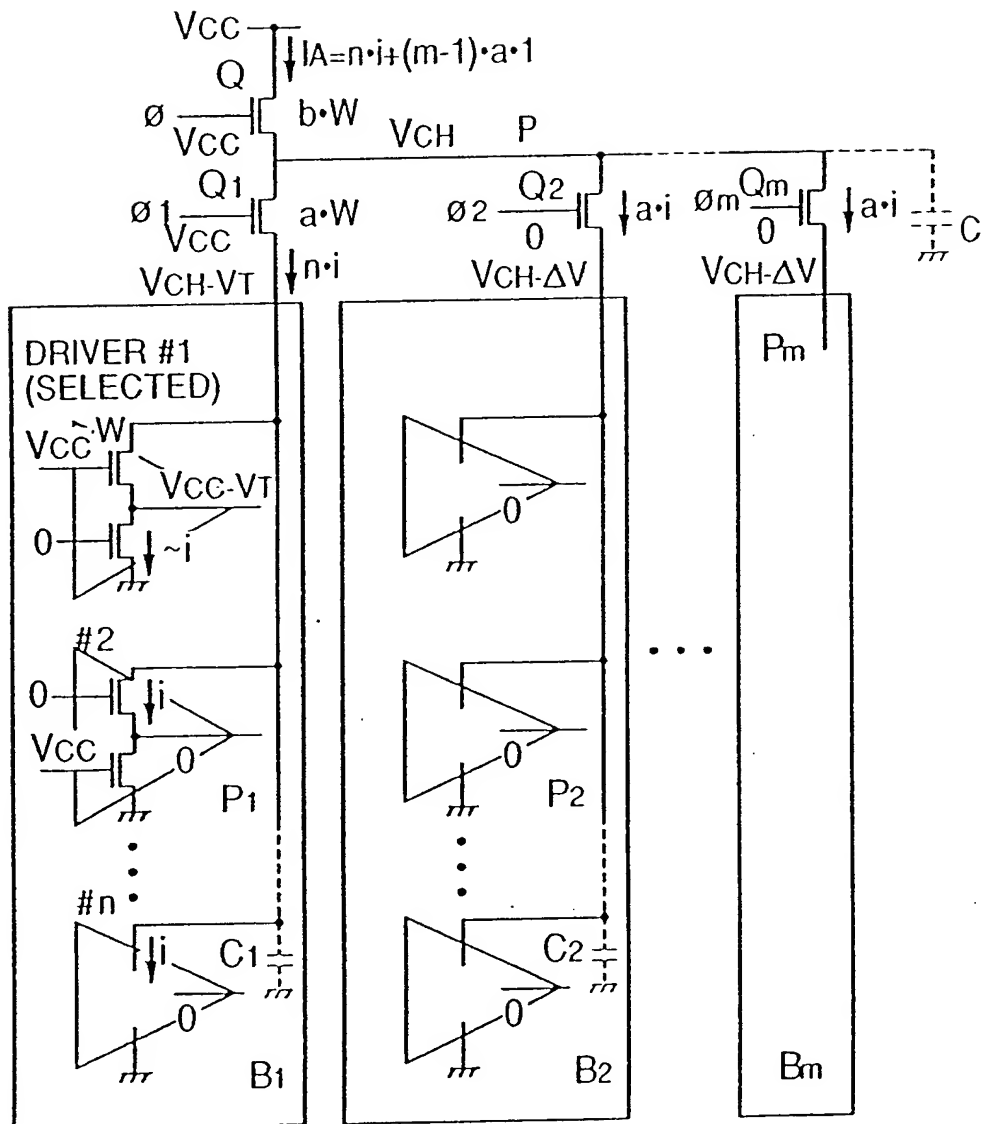 VCC
IA=n·i+(m-1)·a·1
Q
Ø
VCC
b·W
VCH
P
Q1
Ø1
VCC
a·W
n·i
VCH-VT
Q2
Ø2
0
a·i
VCH-ΔV
Qm
Øm
0
a·i
VCH-ΔV
C
DRIVER #1
(SELECTED)
VCC
W
VCC-VT
0
~i
#2
0
i
VCC
0
P1
#n
i
C1
0
B1
0
0
P2
C2
0
B2
Pm
Bm